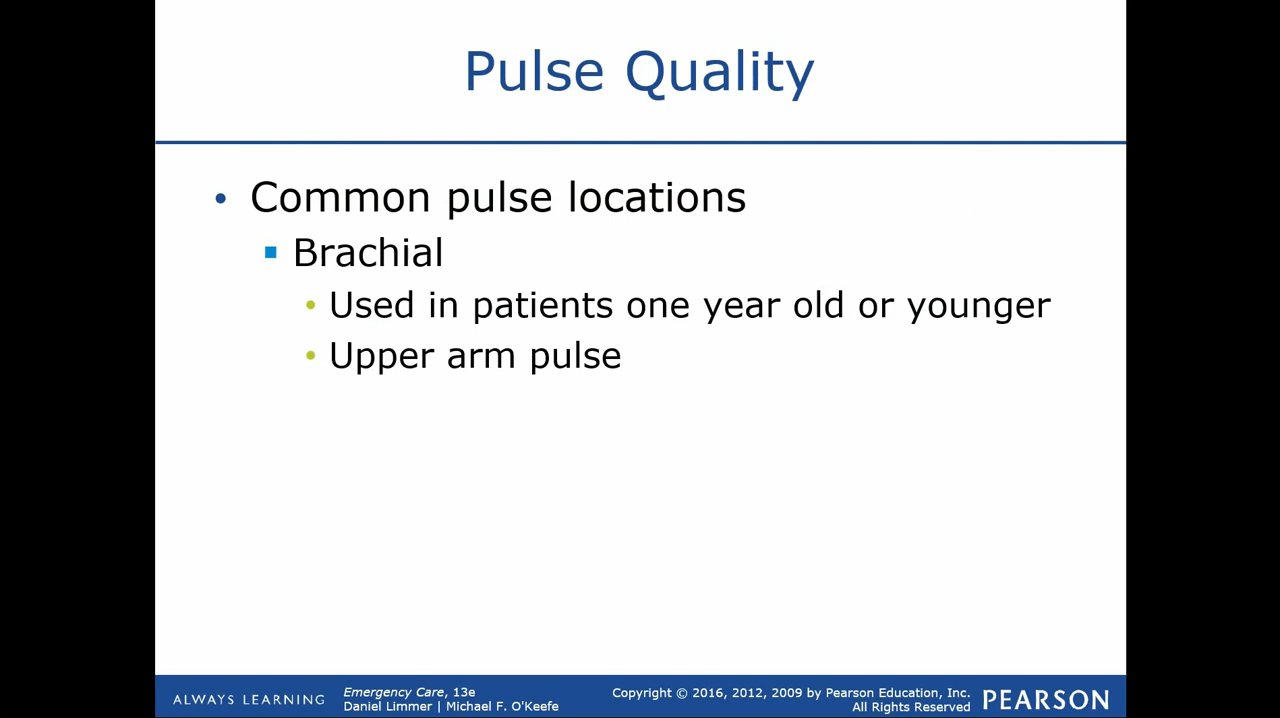 Pulse Quality
• Common pulse locations
▪ Brachial
• Used in patients one year old or younger
• Upper arm pulse
ALWAYS LEARNING
Emergency Care, 13e
Daniel Limmer | Michael F. O'Keefe
Copyright © 2016, 2012, 2009 by Pearson Education, Inc.
All Rights Reserved
PEARSON